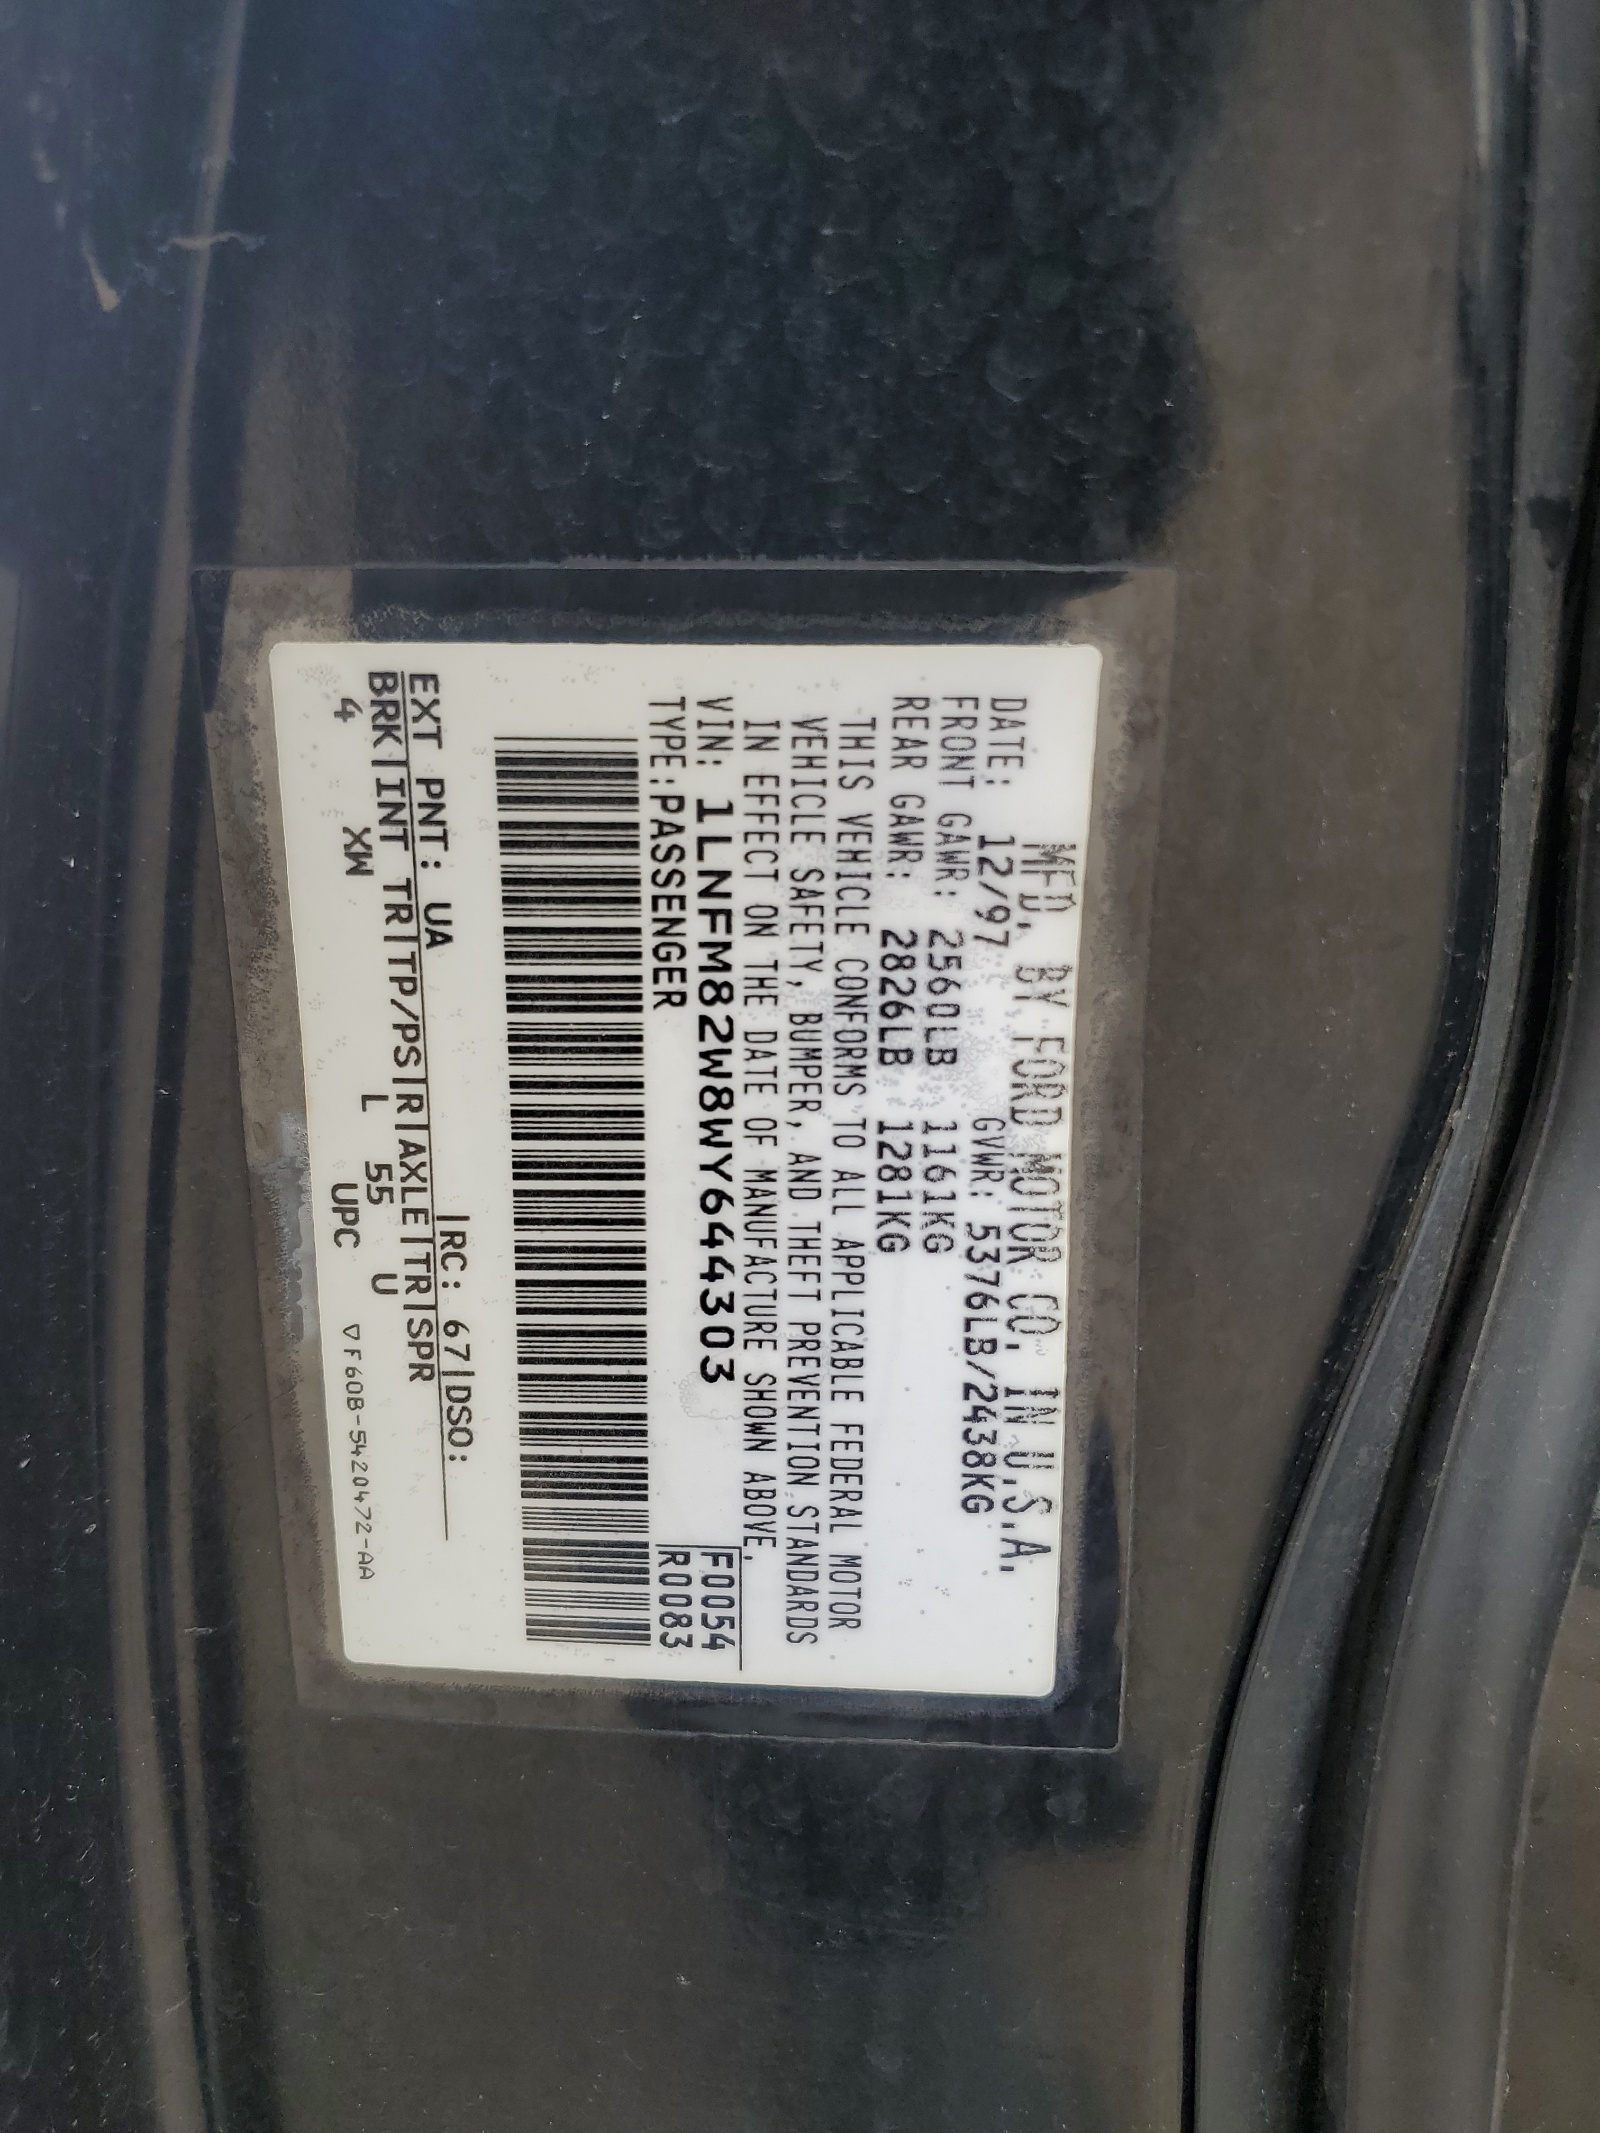 MFD. BY FORD MOTOR CO. IN U.S.A.
DATE: 12/97 GVWR: 5376LB/2438KG
FRONT GAWR: 2560LB 1161KG
REAR GAWR: 2826LB 1281KG
THIS VEHICLE CONFORMS TO ALL APPLICABLE FEDERAL MOTOR
VEHICLE SAFETY, BUMPER, AND THEFT PREVENTION STANDARDS
IN EFFECT ON THE DATE OF MANUFACTURE SHOWN ABOVE.
VIN: 1LNFM82W8WY644303 F0054
TYPE: PASSENGER R0083
EXT PNT: UA |RC: 67|DSO:
BRK|INT TR|TP/PS|R|AXLE|TR|SPR
4 XW L 55 U
UPC ▽F60B-5420472-AA